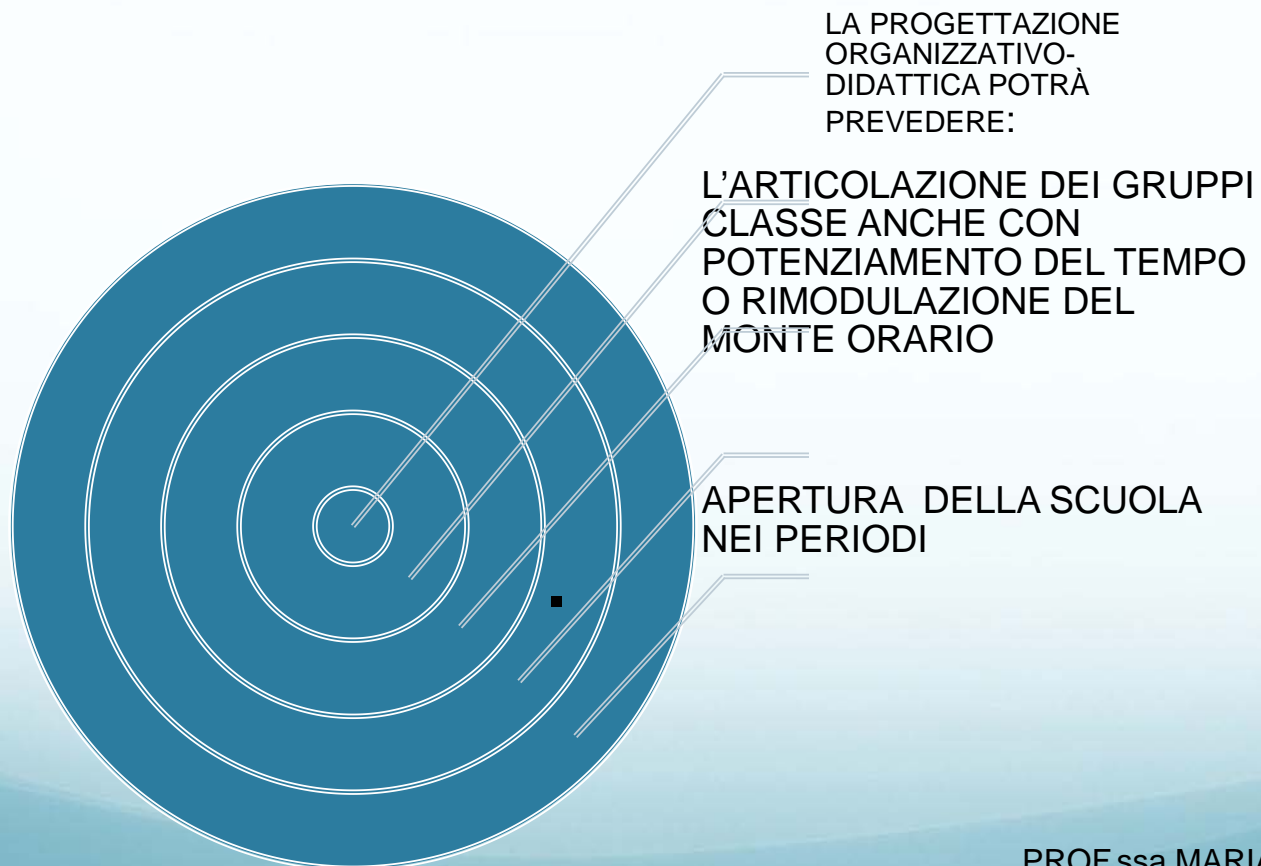 LA PROGETTAZIONE
ORGANIZZATIVO-
DIDATTICA POTRÀ
PREVEDERE:
L’ARTICOLAZIONE DEI GRUPPI
CLASSE ANCHE CON
POTENZIAMENTO DEL TEMPO
O RIMODULAZIONE DEL
MONTE ORARIO
APERTURA DELLA SCUOLA
NEI PERIODI
PROF.ssa MARIA